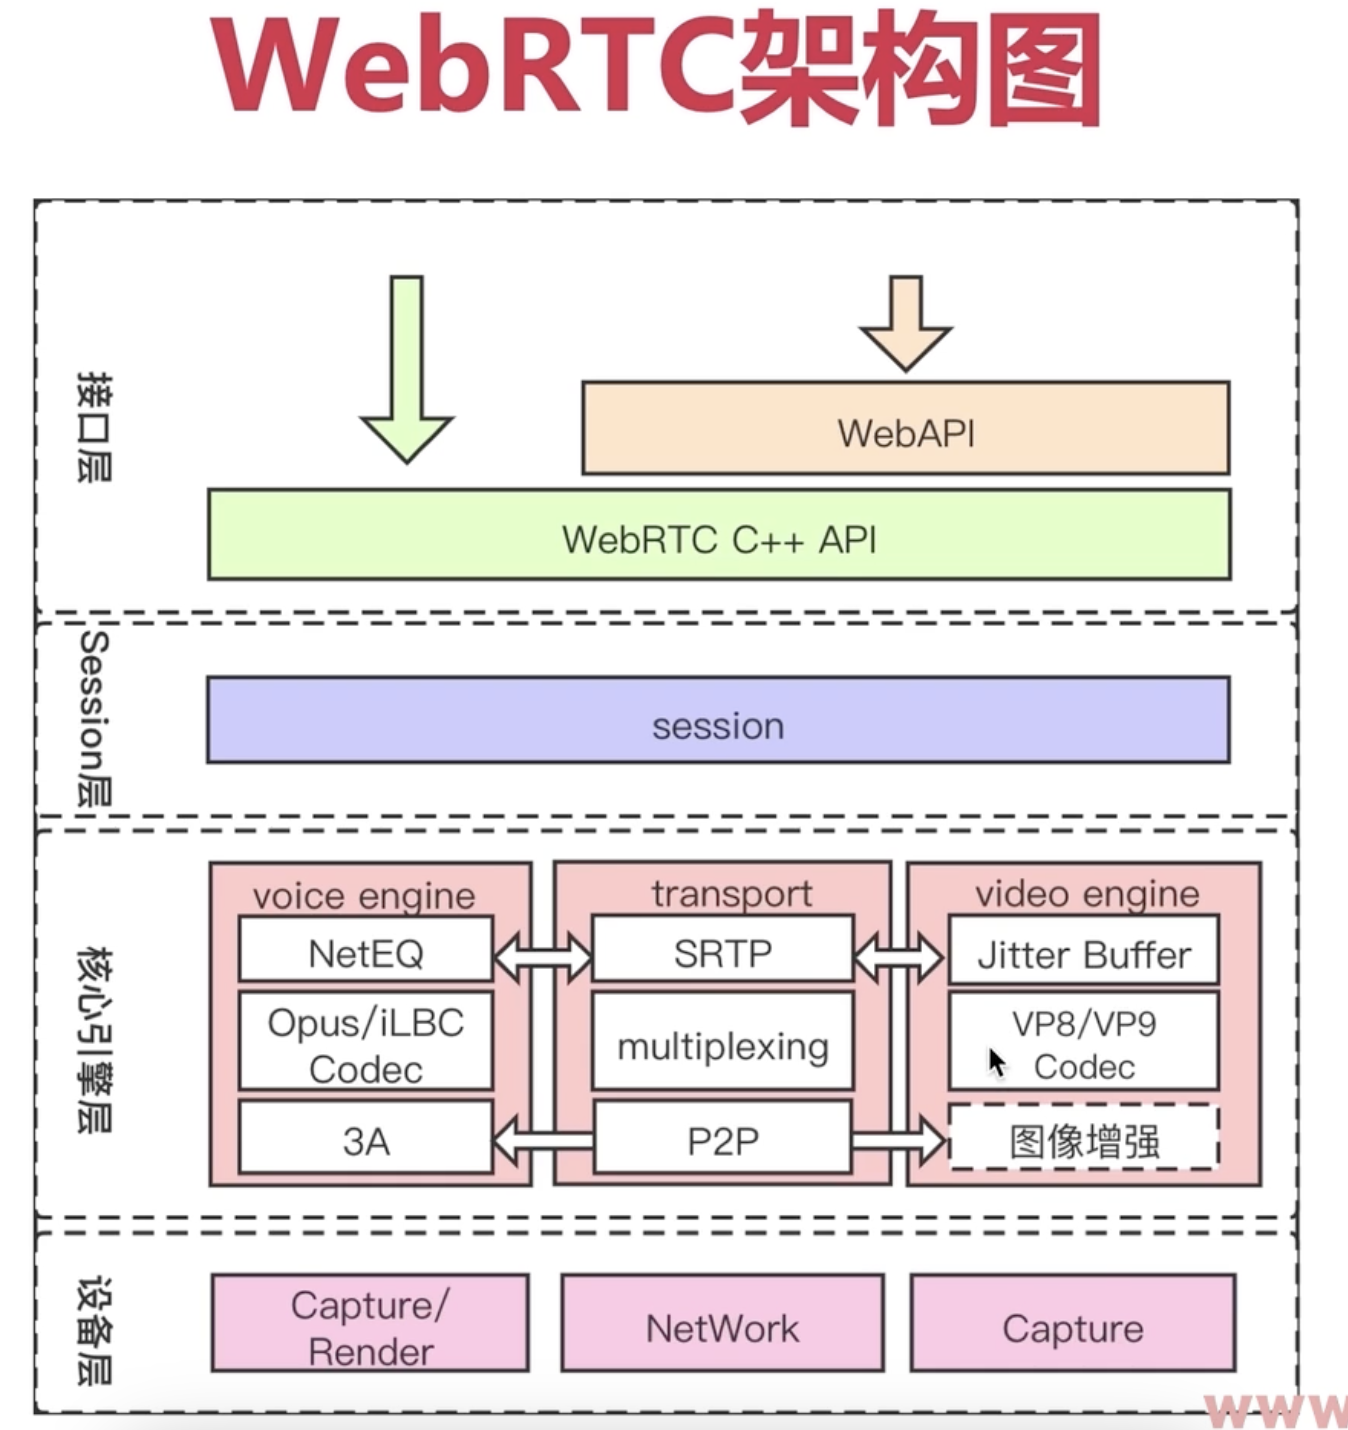 WebRTC架构图
接口层
WebAPI
WebRTC C++ API
Session层
session
核心引擎层
voice engine
NetEQ
Opus/iLBC
Codec
3A
transport
SRTP
multiplexing
P2P
video engine
Jitter Buffer
VP8/VP9
Codec
图像增强
设备层
Capture/
Render
NetWork
Capture
www